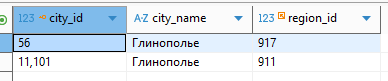 city_id A-Z city_name region_id
56 Глинополье 917
11,101 Глинополье 911